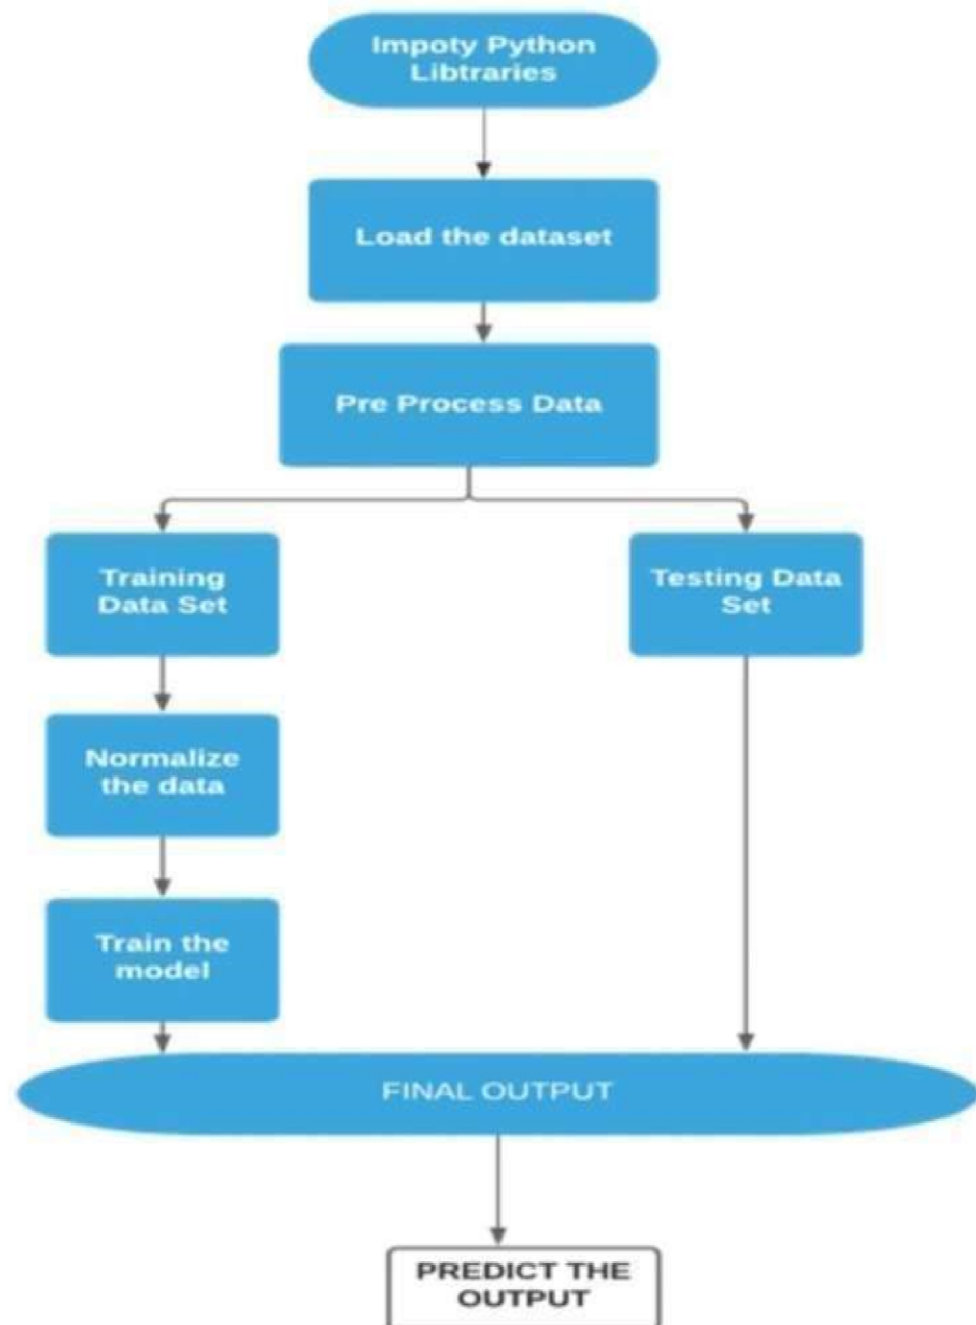 Impoty Python
Libtraries
Load the dataset
Pre Process Data
Training
Data Set
Testing Data
Set
Normalize
the data
Train the
model
FINAL OUTPUT
PREDICT THE
OUTPUT